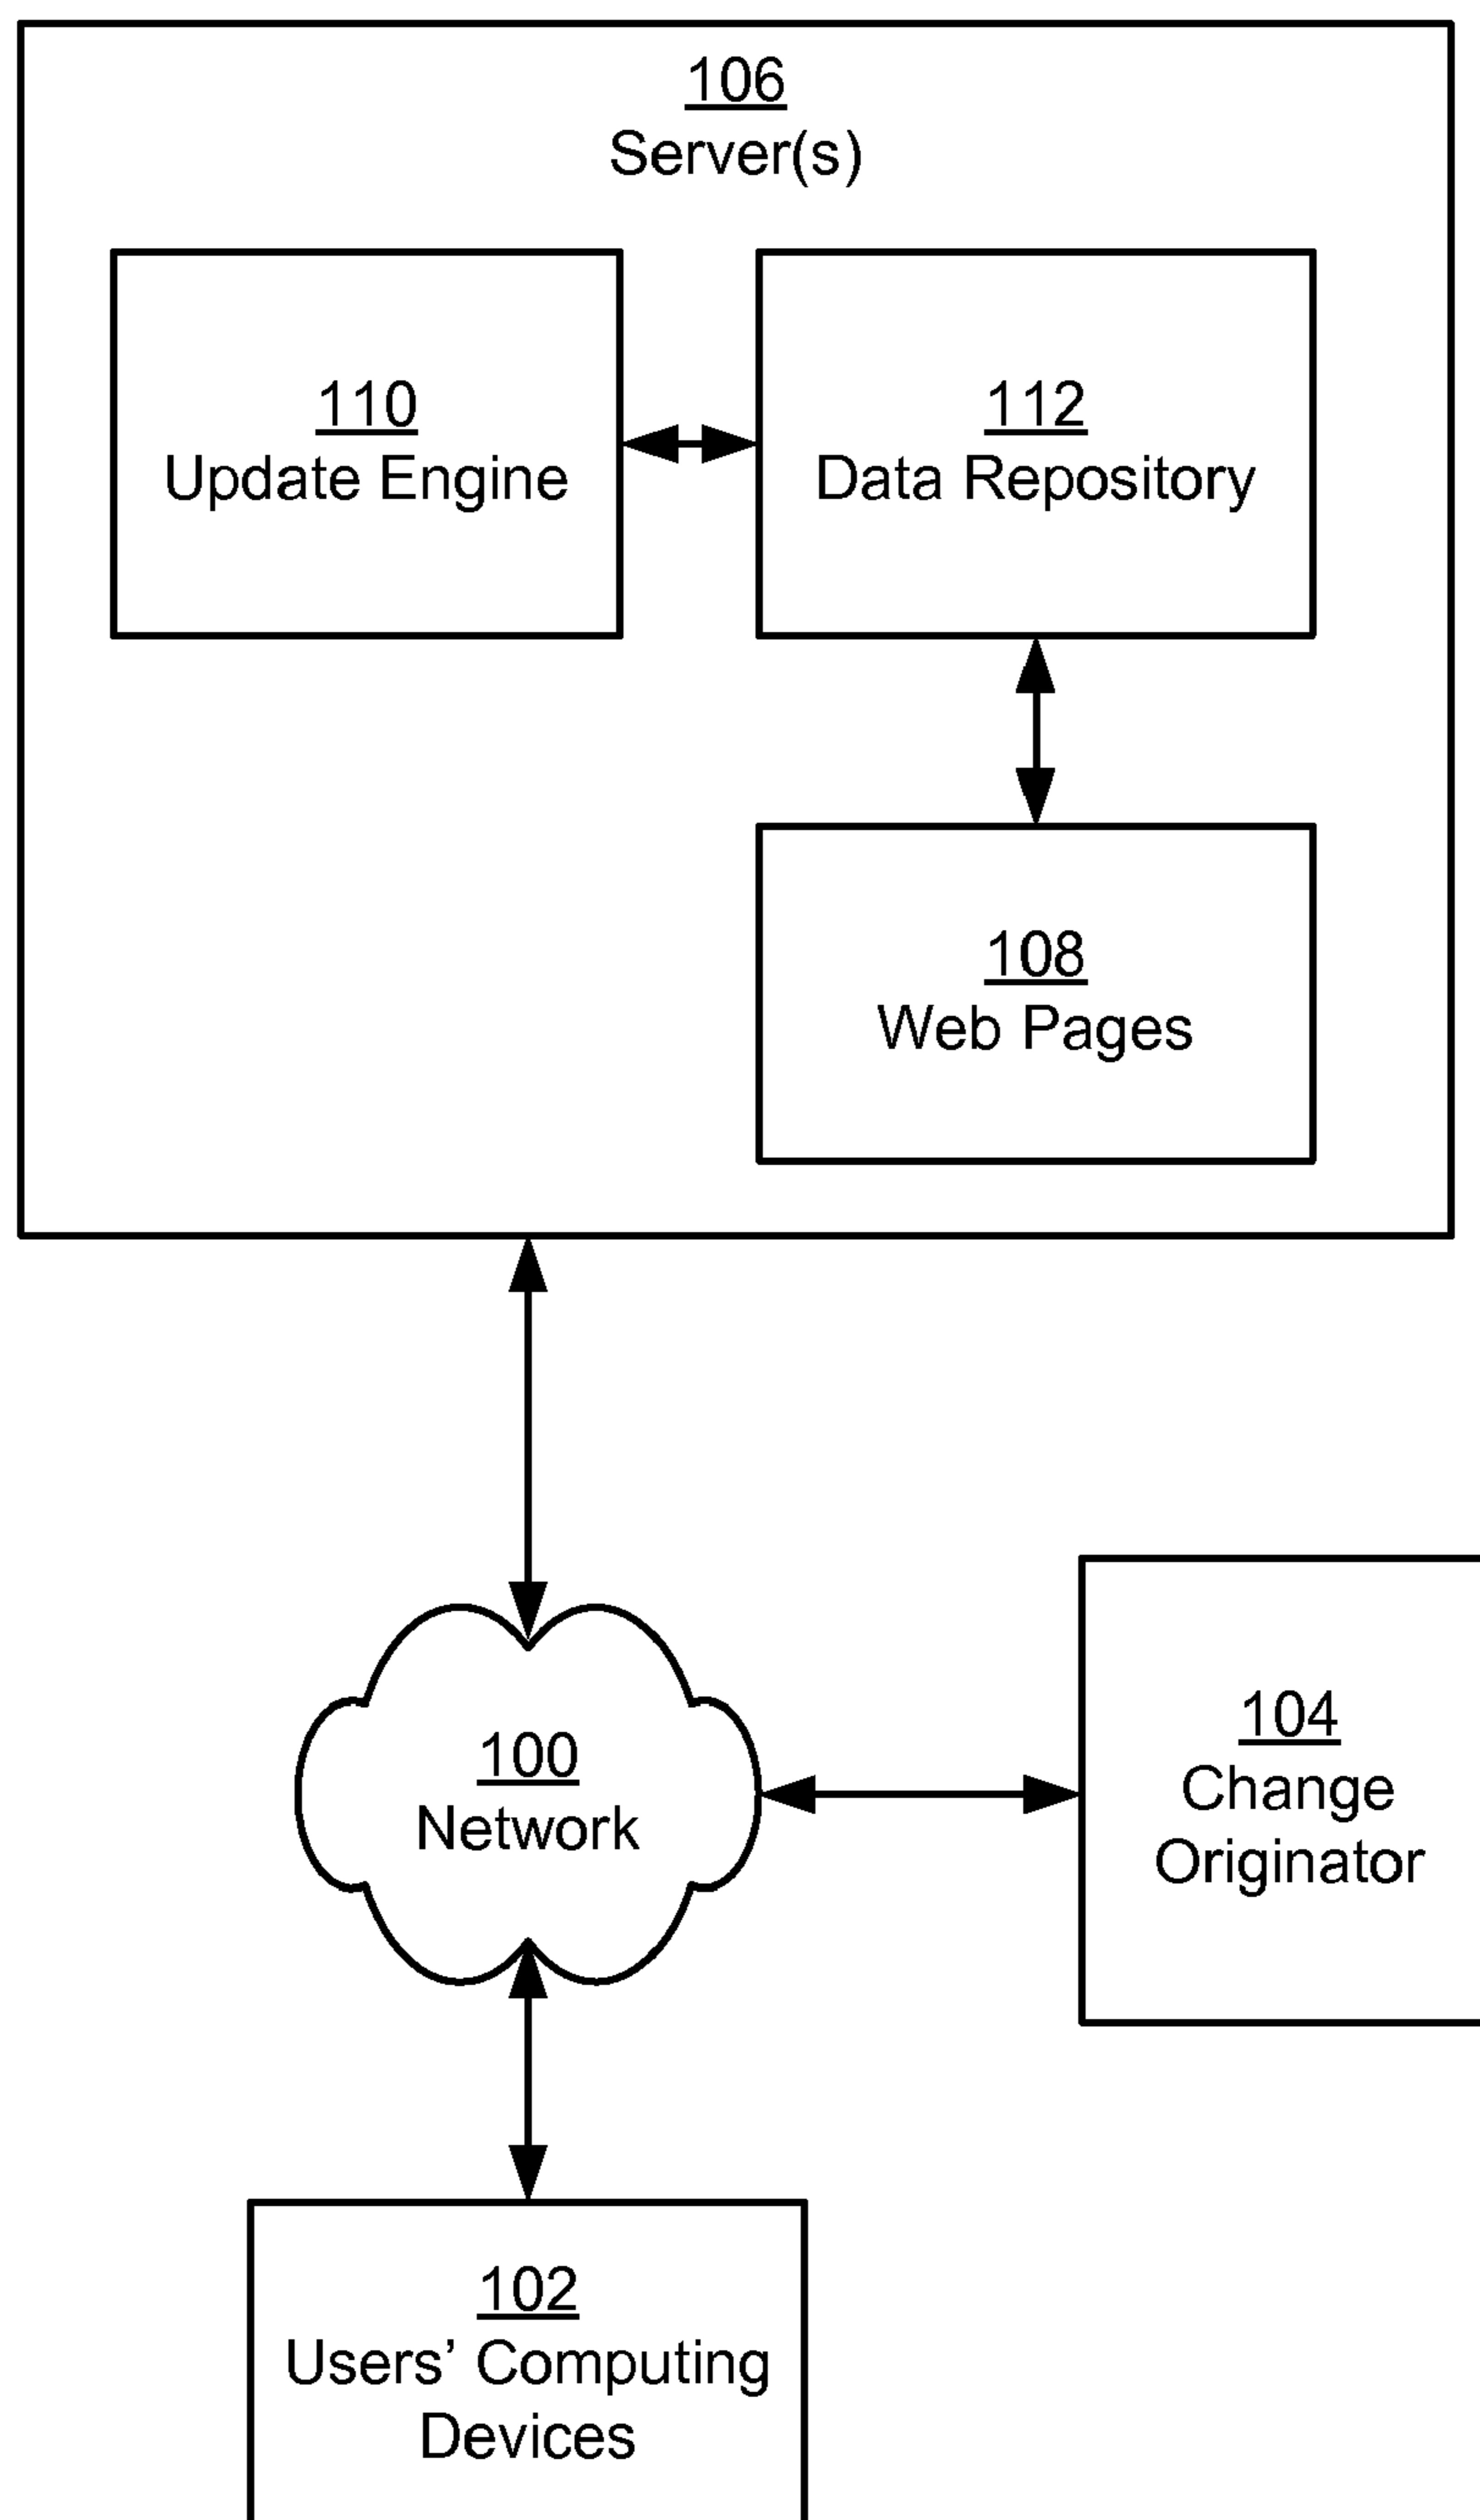 106
Server(s)
110
Update Engine
112
Data Repository
108
Web Pages
100
Network
104
Change
Originator
102
Users’ Computing
Devices